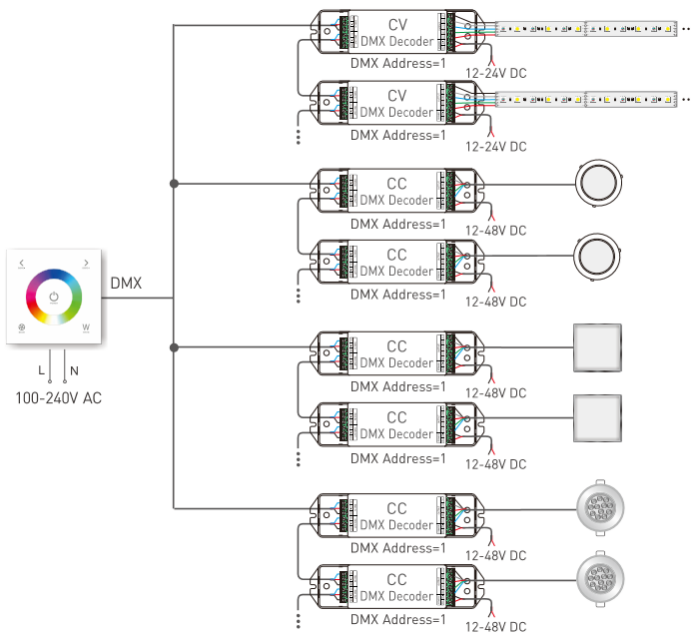 CV
DMX Decoder
DMX Address=1
12-24V DC
CV
DMX Decoder
DMX Address=1
12-24V DC
CC
DMX Decoder
DMX Address=1
12-48V DC
CC
DMX Decoder
DMX Address=1
12-48V DC
DMX
W
L N
100-240V AC
CC
DMX Decoder
DMX Address=1
12-48V DC
CC
DMX Decoder
DMX Address=1
12-48V DC
CC
DMX Decoder
DMX Address=1
12-48V DC
CC
DMX Decoder
DMX Address=1
12-48V DC